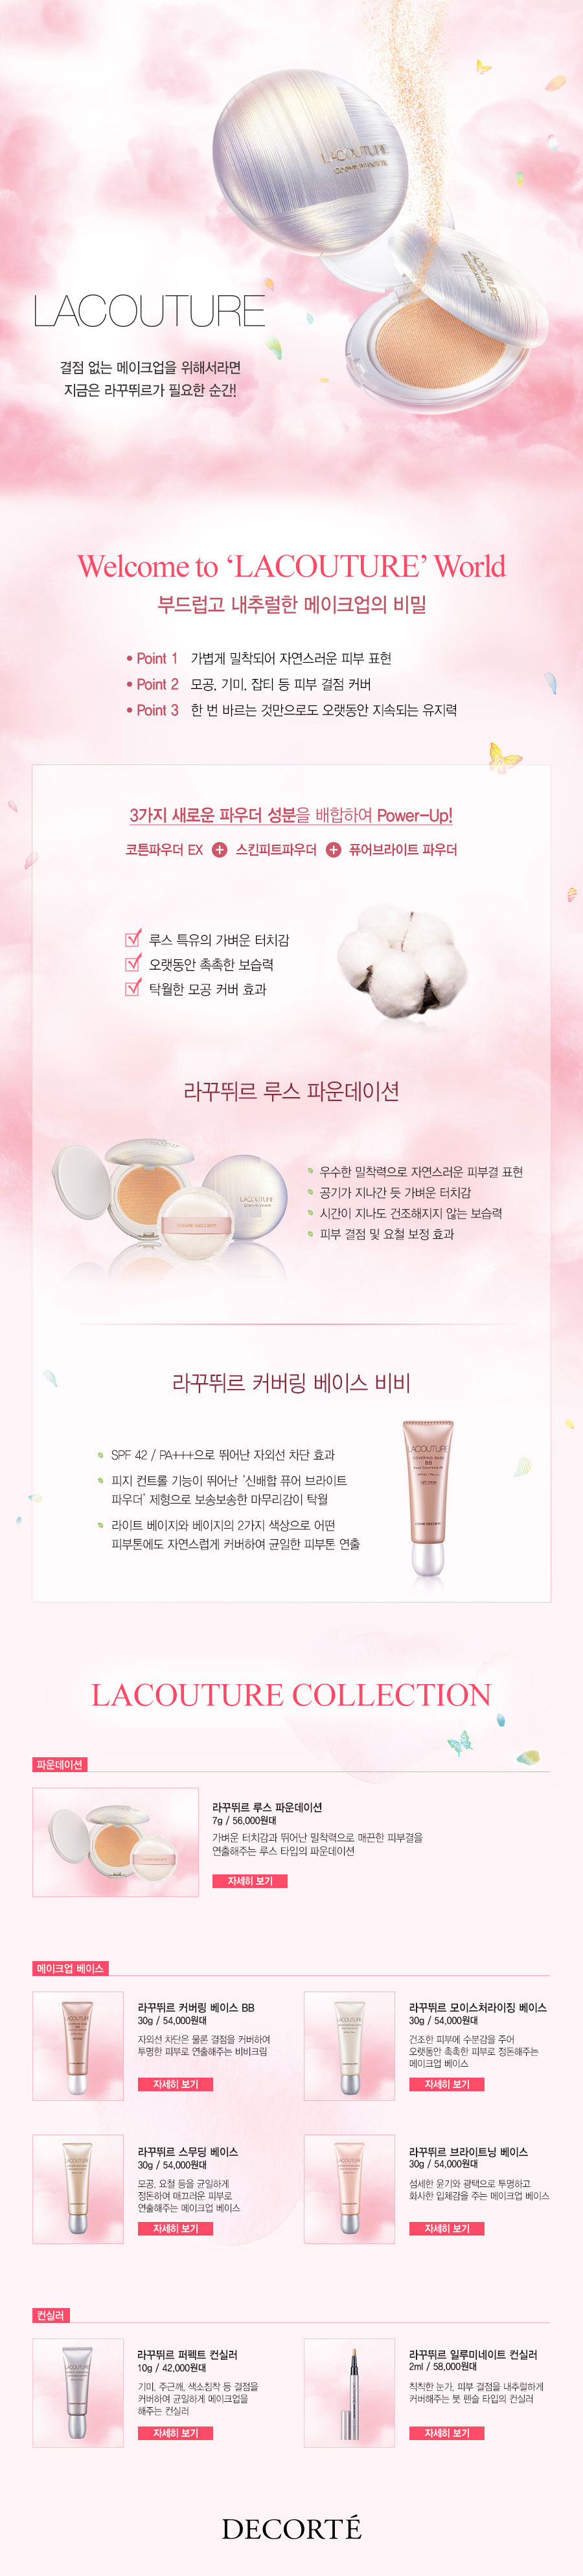 LACOUTURE
LACOUTURE
결점 없는 메이크업을 위해서라면
지금은 라꾸뛰르가 필요한 순간!
Welcome to ‘LACOUTURE’ World
부드럽고 내추럴한 메이크업의 비밀
• Point 1 가볍게 밀착되어 자연스러운 피부 표현
• Point 2 모공, 기미, 잡티 등 피부 결점 커버
• Point 3 한 번 바르는 것만으로도 오랫동안 지속되는 유지력
3가지 새로운 파우더 성분을 배합하여 Power-Up!
코튼파우더 EX + 스킨피트파우더 + 퓨어브라이트 파우더
루스 특유의 가벼운 터치감
오랫동안 촉촉한 보습력
탁월한 모공 커버 효과
라꾸뛰르 루스 파운데이션
LACOUTURE
COSME DECORTE
우수한 밀착력으로 자연스러운 피부결 표현
공기가 지나간 듯 가벼운 터치감
시간이 지나도 건조해지지 않는 보습력
피부 결점 및 요철 보정 효과
라꾸뛰르 커버링 베이스 비비
SPF 42 / PA+++으로 뛰어난 자외선 차단 효과
피지 컨트롤 기능이 뛰어난 ‘신배합 퓨어 브라이트
파우더’ 제형으로 보송보송한 마무리감이 탁월
라이트 베이지와 베이지의 2가지 색상으로 어떤
피부톤에도 자연스럽게 커버하여 균일한 피부톤 연출
LACOUTURE
COVERING BASE
BB
LACOUTURE COLLECTION
파운데이션
라꾸뛰르 루스 파운데이션
7g / 56,000원대
가벼운 터치감과 뛰어난 밀착력으로 매끈한 피부결을
연출해주는 루스 타입의 파운데이션
자세히 보기
메이크업 베이스
라꾸뛰르 커버링 베이스 BB
30g / 54,000원대
자외선 차단은 물론 결점을 커버하여
투명한 피부로 연출해주는 비비크림
자세히 보기
라꾸뛰르 모이스처라이징 베이스
30g / 54,000원대
건조한 피부에 수분감을 주어
오랫동안 촉촉한 피부로 정돈해주는
메이크업 베이스
자세히 보기
라꾸뛰르 스무딩 베이스
30g / 54,000원대
모공, 요철 등을 균일하게
정돈하여 매끄러운 피부로
연출해주는 메이크업 베이스
자세히 보기
라꾸뛰르 브라이트닝 베이스
30g / 54,000원대
섬세한 윤기와 광택으로 투명하고
화사한 입체감을 주는 메이크업 베이스
자세히 보기
컨실러
라꾸뛰르 퍼펙트 컨실러
10g / 42,000원대
기미, 주근깨, 색소침착 등 결점을
커버하여 균일하게 메이크업을
해주는 컨실러
자세히 보기
라꾸뛰르 일루미네이트 컨실러
2ml / 58,000원대
칙칙한 눈가, 피부 결점을 내추럴하게
커버해주는 붓 펜슬 타입의 컨실러
자세히 보기
DECORTÉ